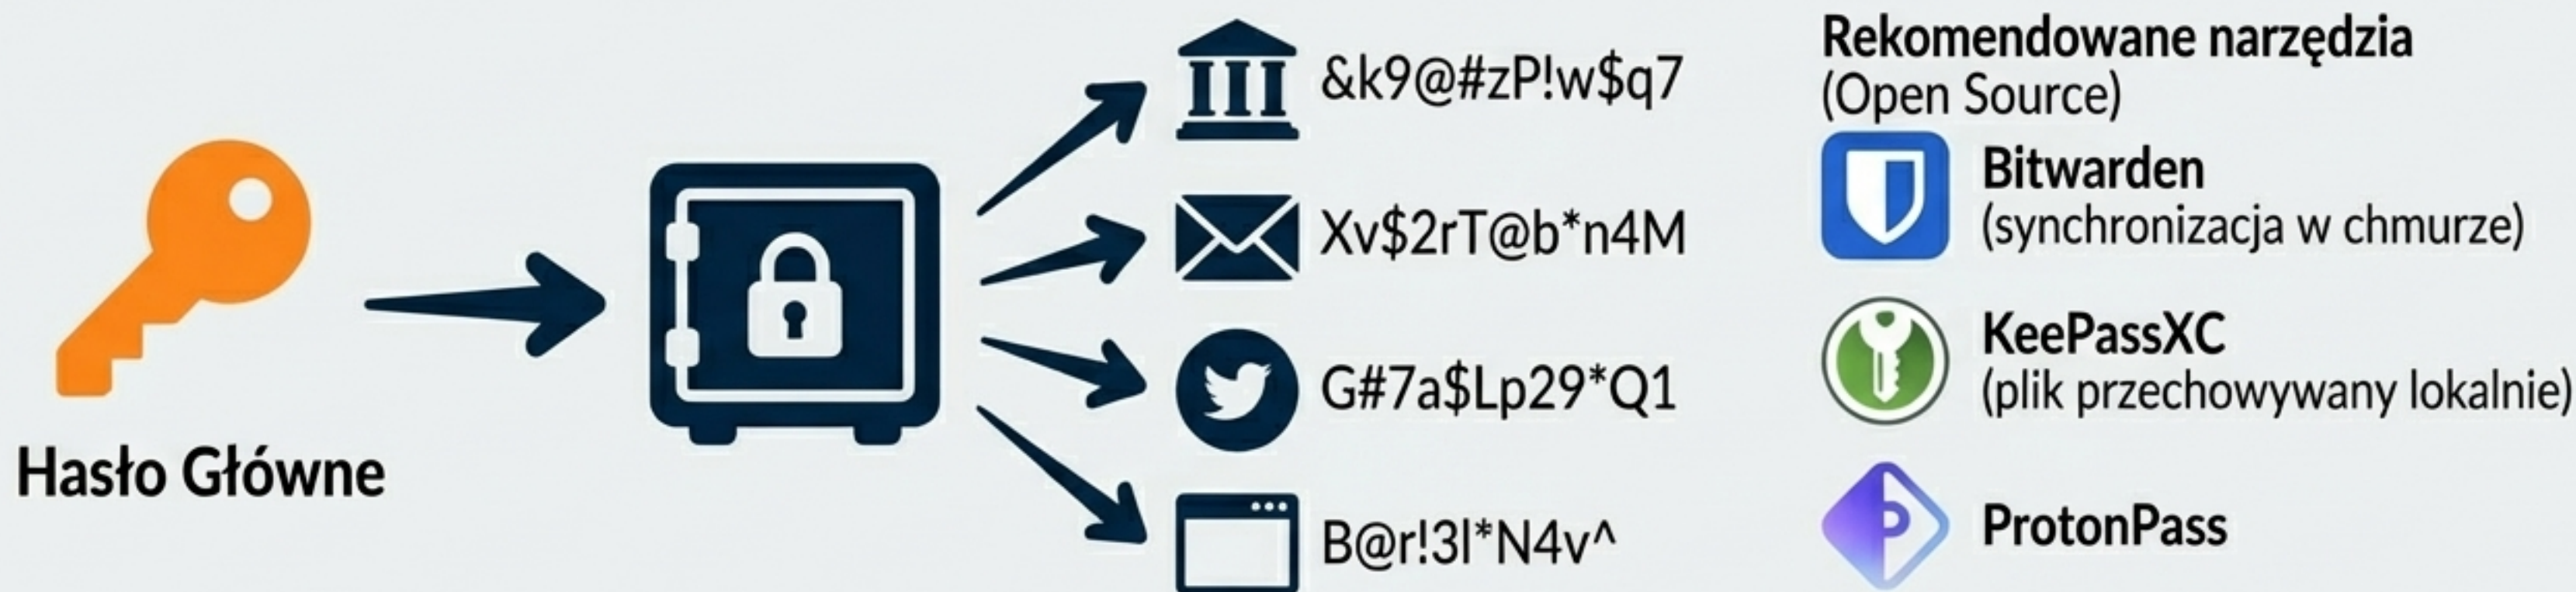 Hasło Główne
&k9@#zP!w$q7
Xv$2rT@b*n4M
G#7a$Lp29*Q1
B@r!3l*N4v^
Rekomendowane narzędzia
(Open Source)
Bitwarden
(synchronizacja w chmurze)
KeePassXC
(plik przechowywany lokalnie)
ProtonPass